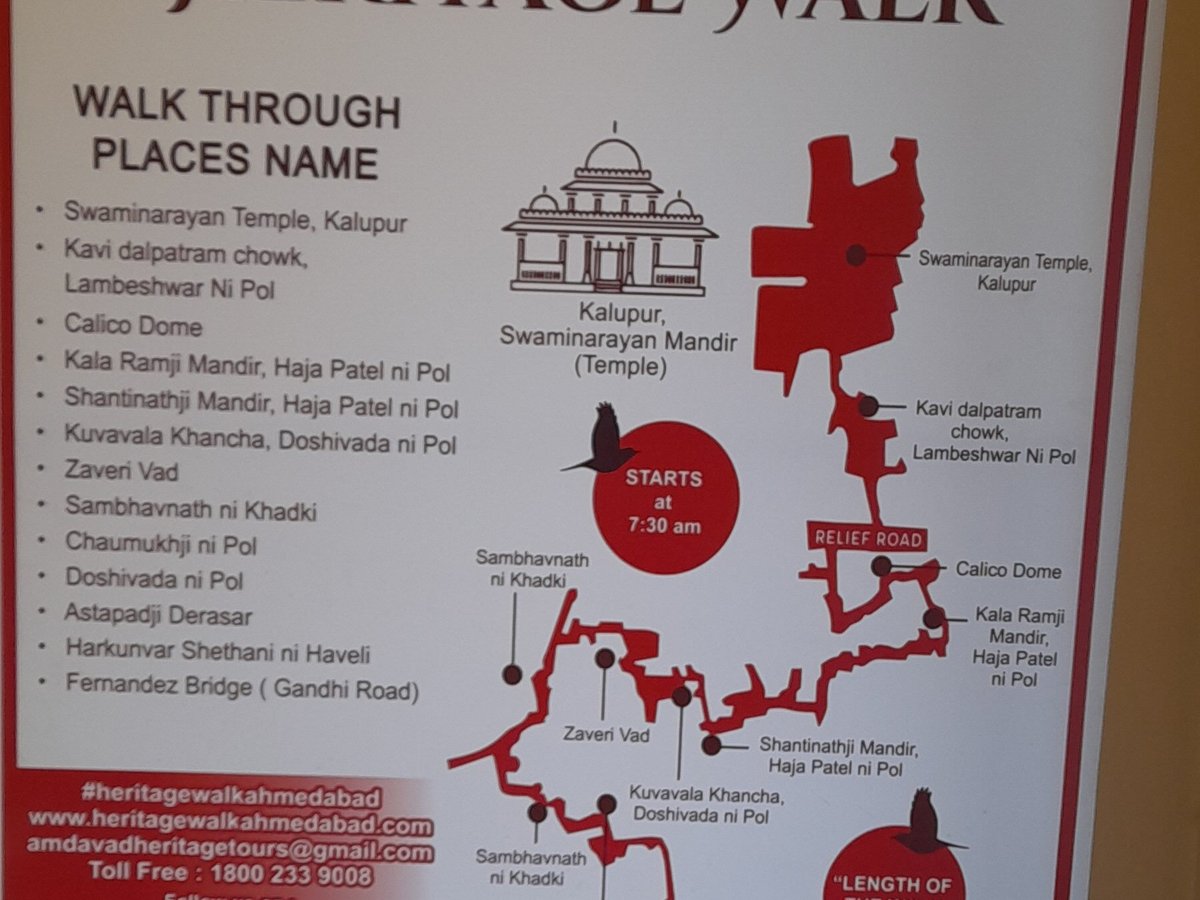 HERITAGE WALK
WALK THROUGH
PLACES NAME
• Swaminarayan Temple, Kalupur
• Kavi dalpatram chowk,
Lambeshwar Ni Pol
• Calico Dome
• Kala Ramji Mandir, Haja Patel ni Pol
• Shantinathji Mandir, Haja Patel ni Pol
• Kuvavala Khancha, Doshivada ni Pol
• Zaveri Vad
• Sambhavnath ni Khadki
• Chaumukhji ni Pol
• Doshivada ni Pol
• Astapadji Derasar
• Harkunvar Shethani ni Haveli
• Fernandez Bridge ( Gandhi Road)
#heritagewalkahmedabad
www.heritagewalkahmedabad.com
amdavadheritagetours@gmail.com
Toll Free : 1800 233 9008
Kalupur,
Swaminarayan Mandir
(Temple)
STARTS
at
7:30 am
Swaminarayan Temple,
Kalupur
Kavi dalpatram
chowk,
Lambeshwar Ni Pol
RELIEF ROAD
Calico Dome
Kala Ramji
Mandir,
Haja Patel
ni Pol
Sambhavnath
ni Khadki
Zaveri Vad
Shantinathji Mandir,
Haja Patel ni Pol
Kuvavala Khancha,
Doshivada ni Pol
Sambhavnath
ni Khadki
"LENGTH OF